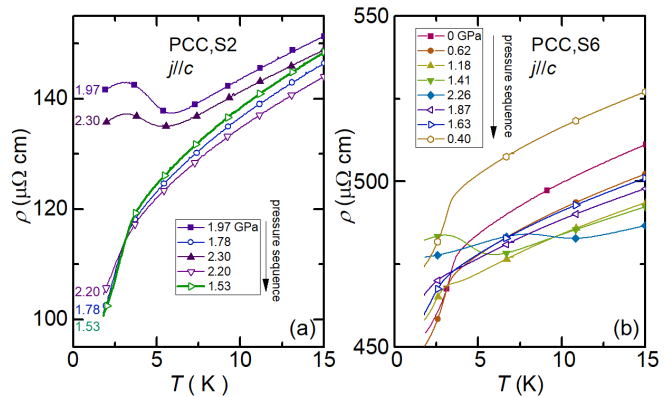 PCC,S2
j//c
140
120
100
ρ (μΩ cm)
1.97
2.30
2.20
1.78
1.53
1.97 GPa
1.78
2.30
2.20
1.53
pressure sequence
(a)
0
5
10
15
T (K)
PCC,S6
j//c
550
500
450
ρ (μΩ cm)
0 GPa
0.62
1.18
1.41
2.26
1.87
1.63
0.40
pressure sequence
(b)
0
5
10
15
T (K)